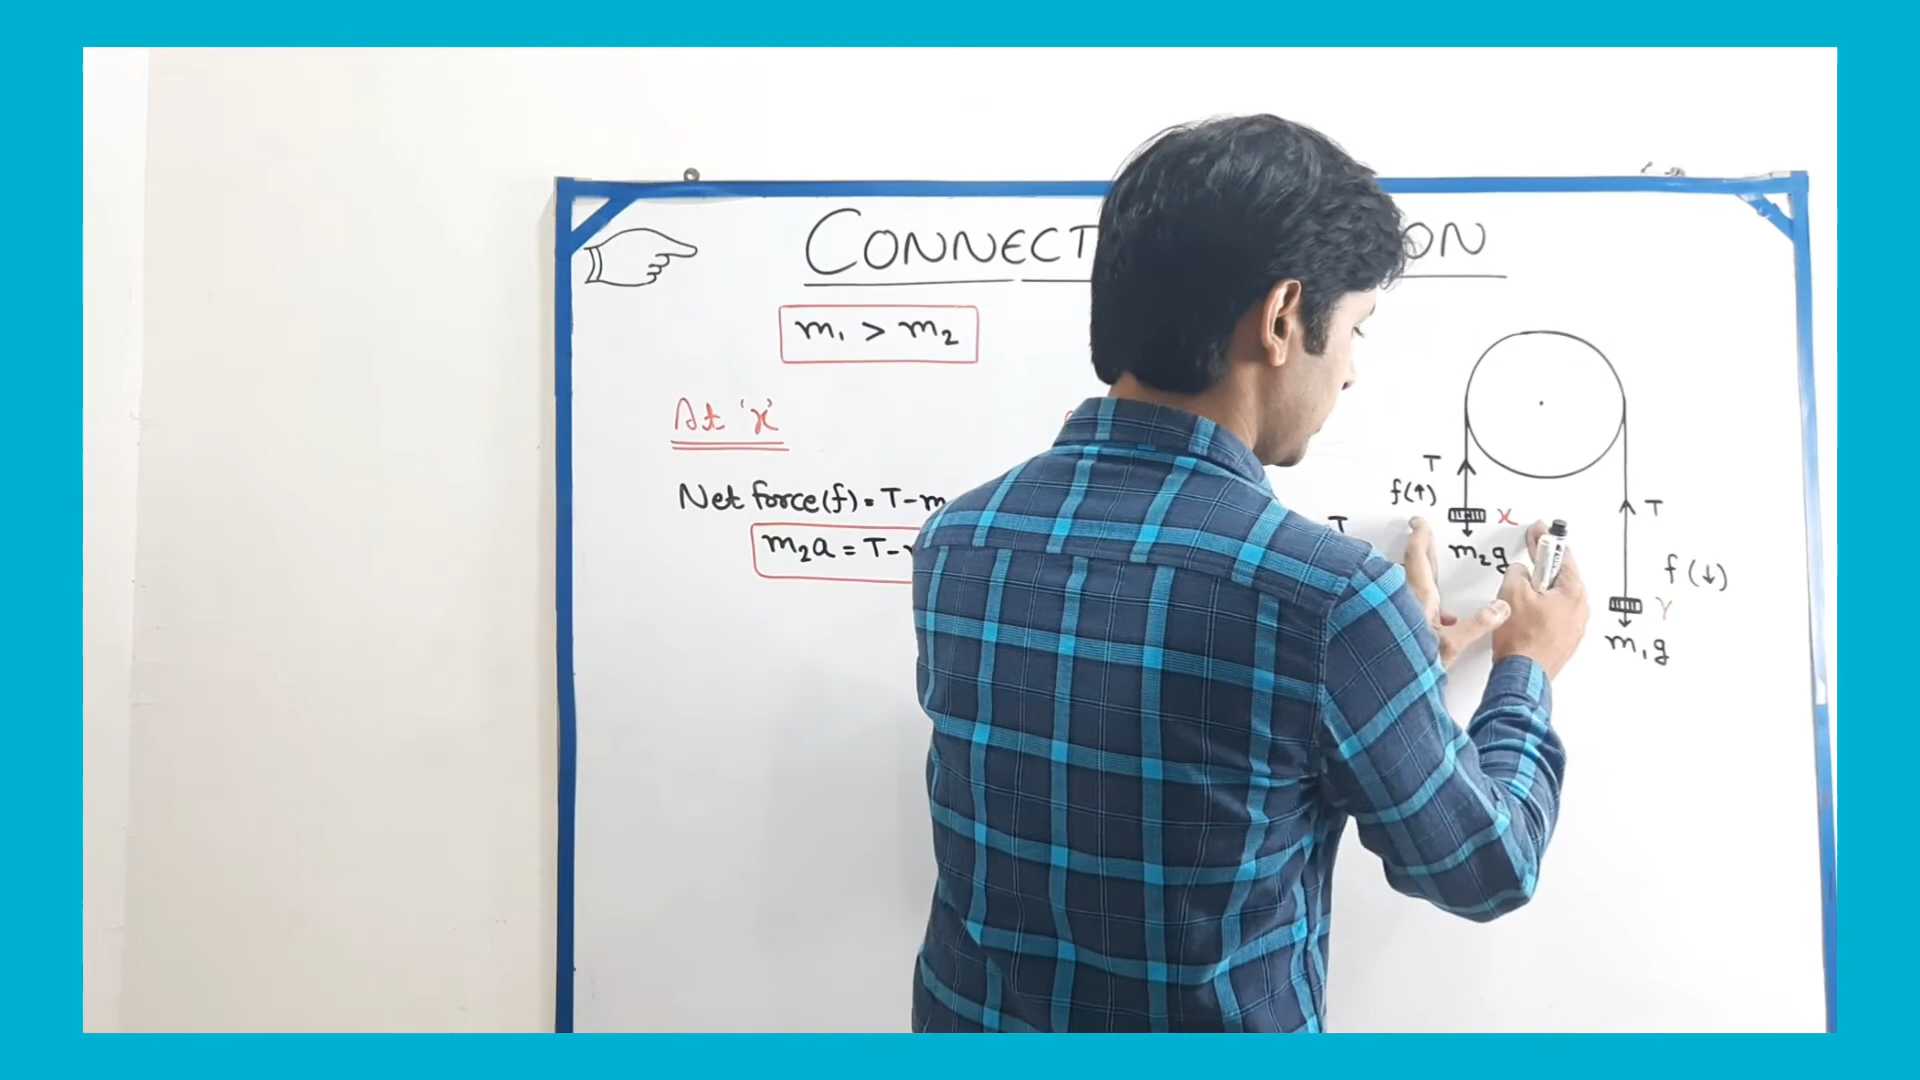 CONNECT
ON
m₁ > m₂
At 'x'
Net force(f) = T - m
m₂a = T -
T
f(↑)
x
m₂g
T
T
f(↓)
Y
m₁g